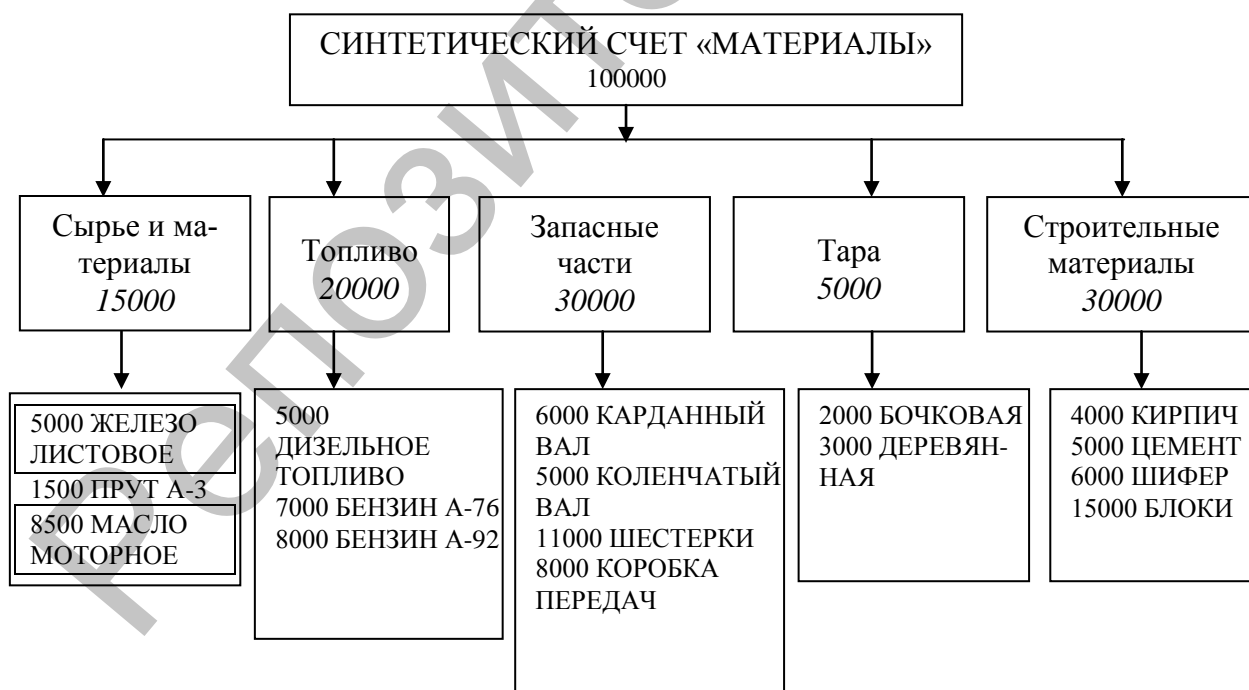 СИНТЕТИЧЕСКИЙ СЧЕТ «МАТЕРИАЛЫ»
100000
Сырье и ма-
териалы
15000
Топливо
20000
Запасные
части
30000
Тара
5000
Строительные
материалы
30000
5000 ЖЕЛЕЗО
ЛИСТОВОЕ
1500 ПРУТ А-3
8500 МАСЛО
МОТОРНОЕ
5000
ДИЗЕЛЬНОЕ
ТОПЛИВО
7000 БЕНЗИН А-76
8000 БЕНЗИН А-92
6000 КАРДАННЫЙ
ВАЛ
5000 КОЛЕНЧАТЫЙ
ВАЛ
11000 ШЕСТЕРКИ
8000 КОРОБКА
ПЕРЕДАЧ
2000 БОЧКОВАЯ
3000 ДЕРЕВЯН-
НАЯ
4000 КИРПИЧ
5000 ЦЕМЕНТ
6000 ШИФЕР
15000 БЛОКИ